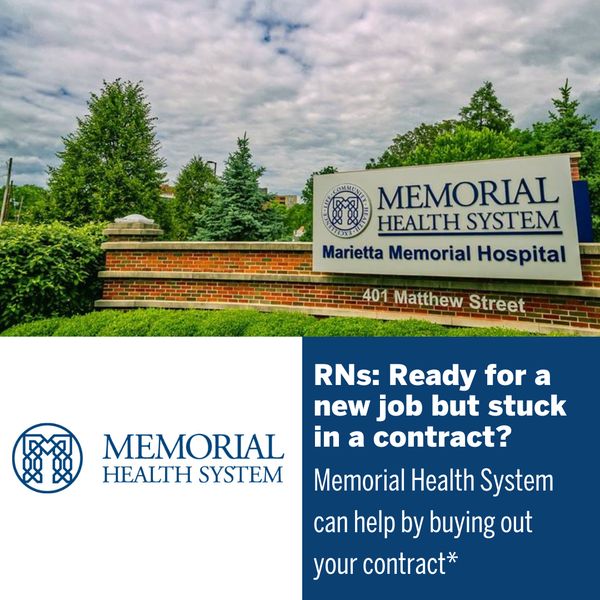 MEMORIAL
HEALTH SYSTEM
Marietta Memorial Hospital
401 Matthew Street
MEMORIAL
HEALTH SYSTEM
RNs: Ready for a
new job but stuck
in a contract?
Memorial Health System
can help by buying out
your contract*